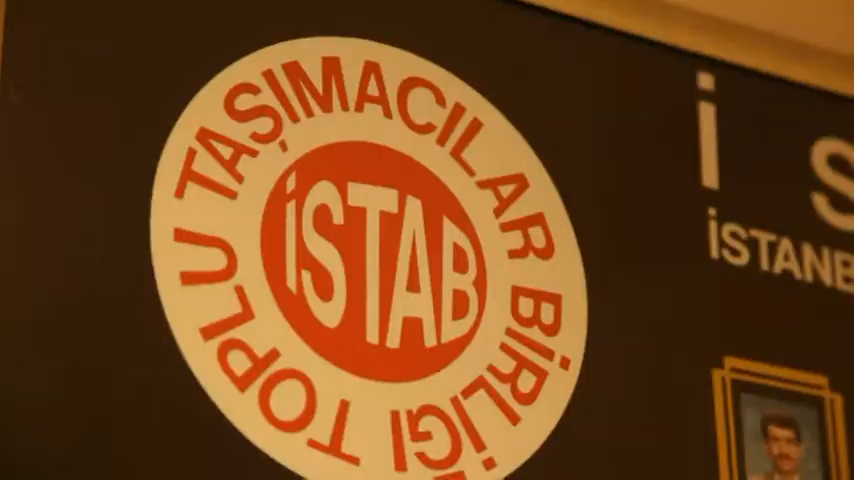 TOPLU TAŞIMACILAR BİRLİĞİ
İSTAB
İ S
İSTANB